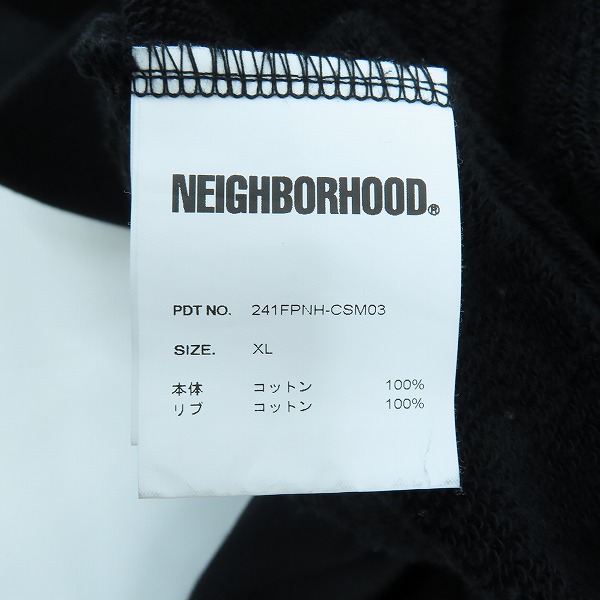 NEIGHBORHOOD®
PDT NO. 241FPNH-CSM03
SIZE. XL
本体 コットン 100%
リブ コットン 100%